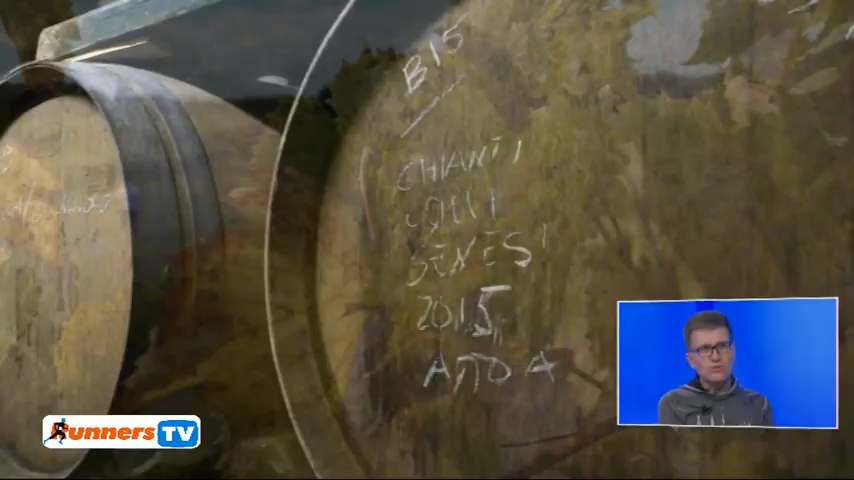 B15
CHIANTI
COLLI
SENESI
2015
RunnersTV